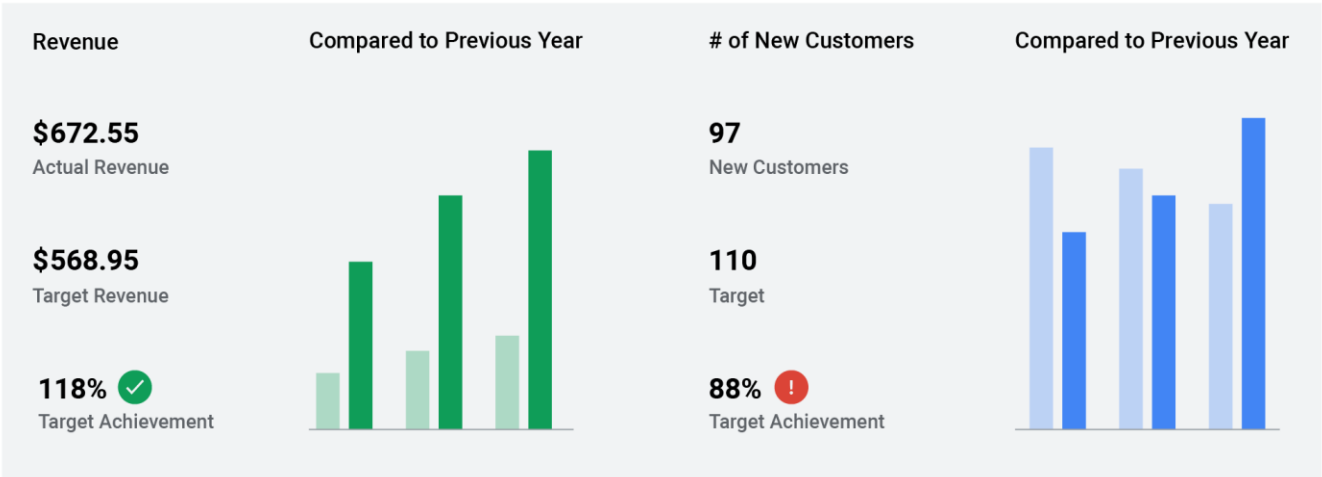 Revenue
$672.55
Actual Revenue
$568.95
Target Revenue
118%
Target Achievement
Compared to Previous Year
# of New Customers
97
New Customers
110
Target
88%
!
Target Achievement
Compared to Previous Year